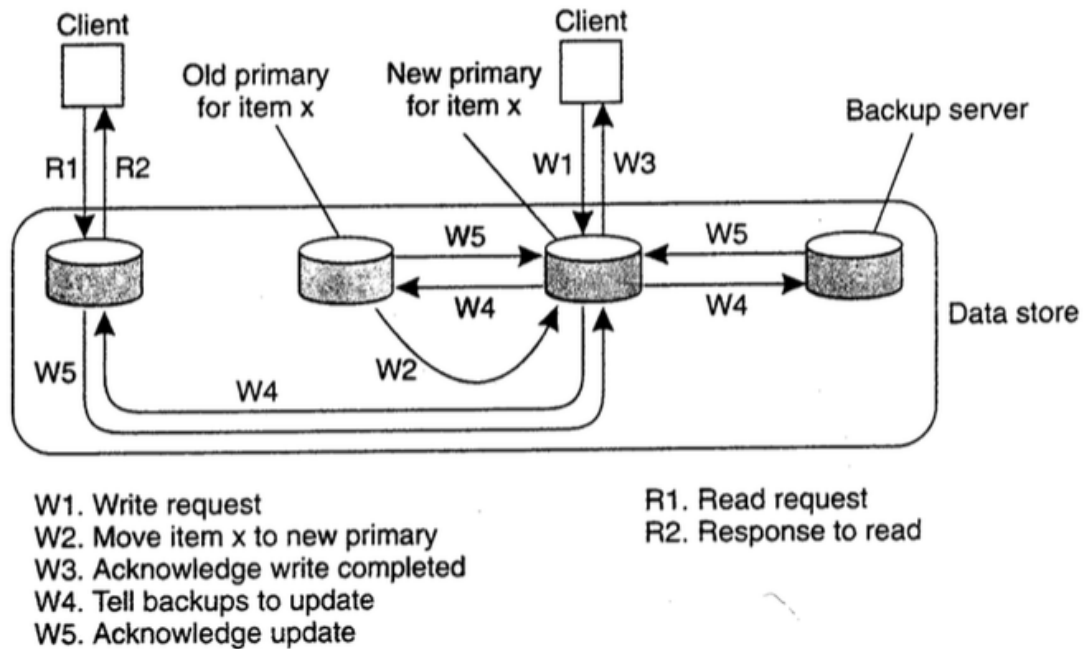 Client
Client
Old primary
for item x
New primary
for item x
Backup server
R1
R2
W1
W3
W5
W5
W4
W4
Data store
W5
W2
W4
W1. Write request
W2. Move item x to new primary
W3. Acknowledge write completed
W4. Tell backups to update
W5. Acknowledge update
R1. Read request
R2. Response to read